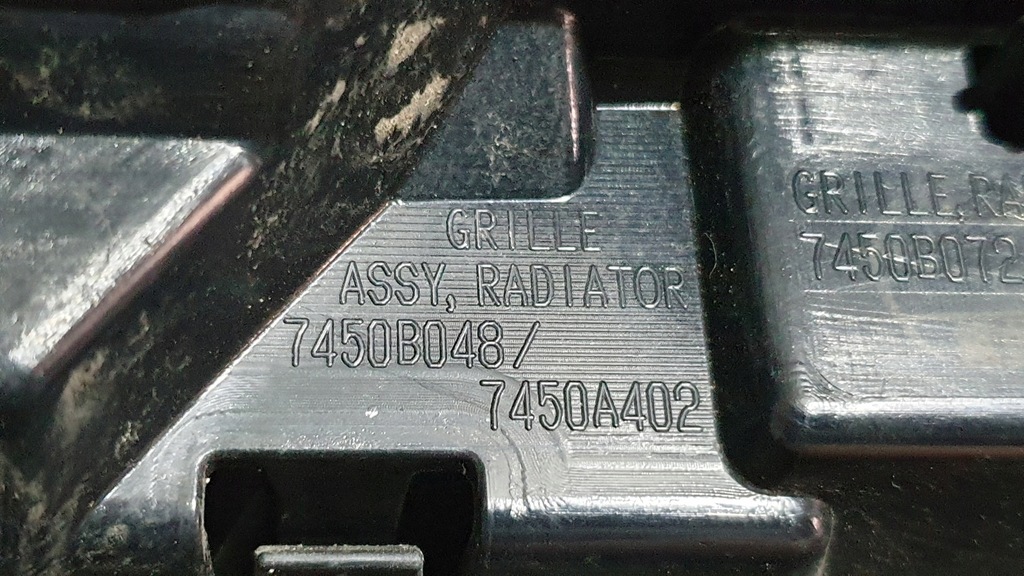 GRILLE
ASSY, RADIATOR
7450B048/
7450A402
GRILLE, RA
7450B072